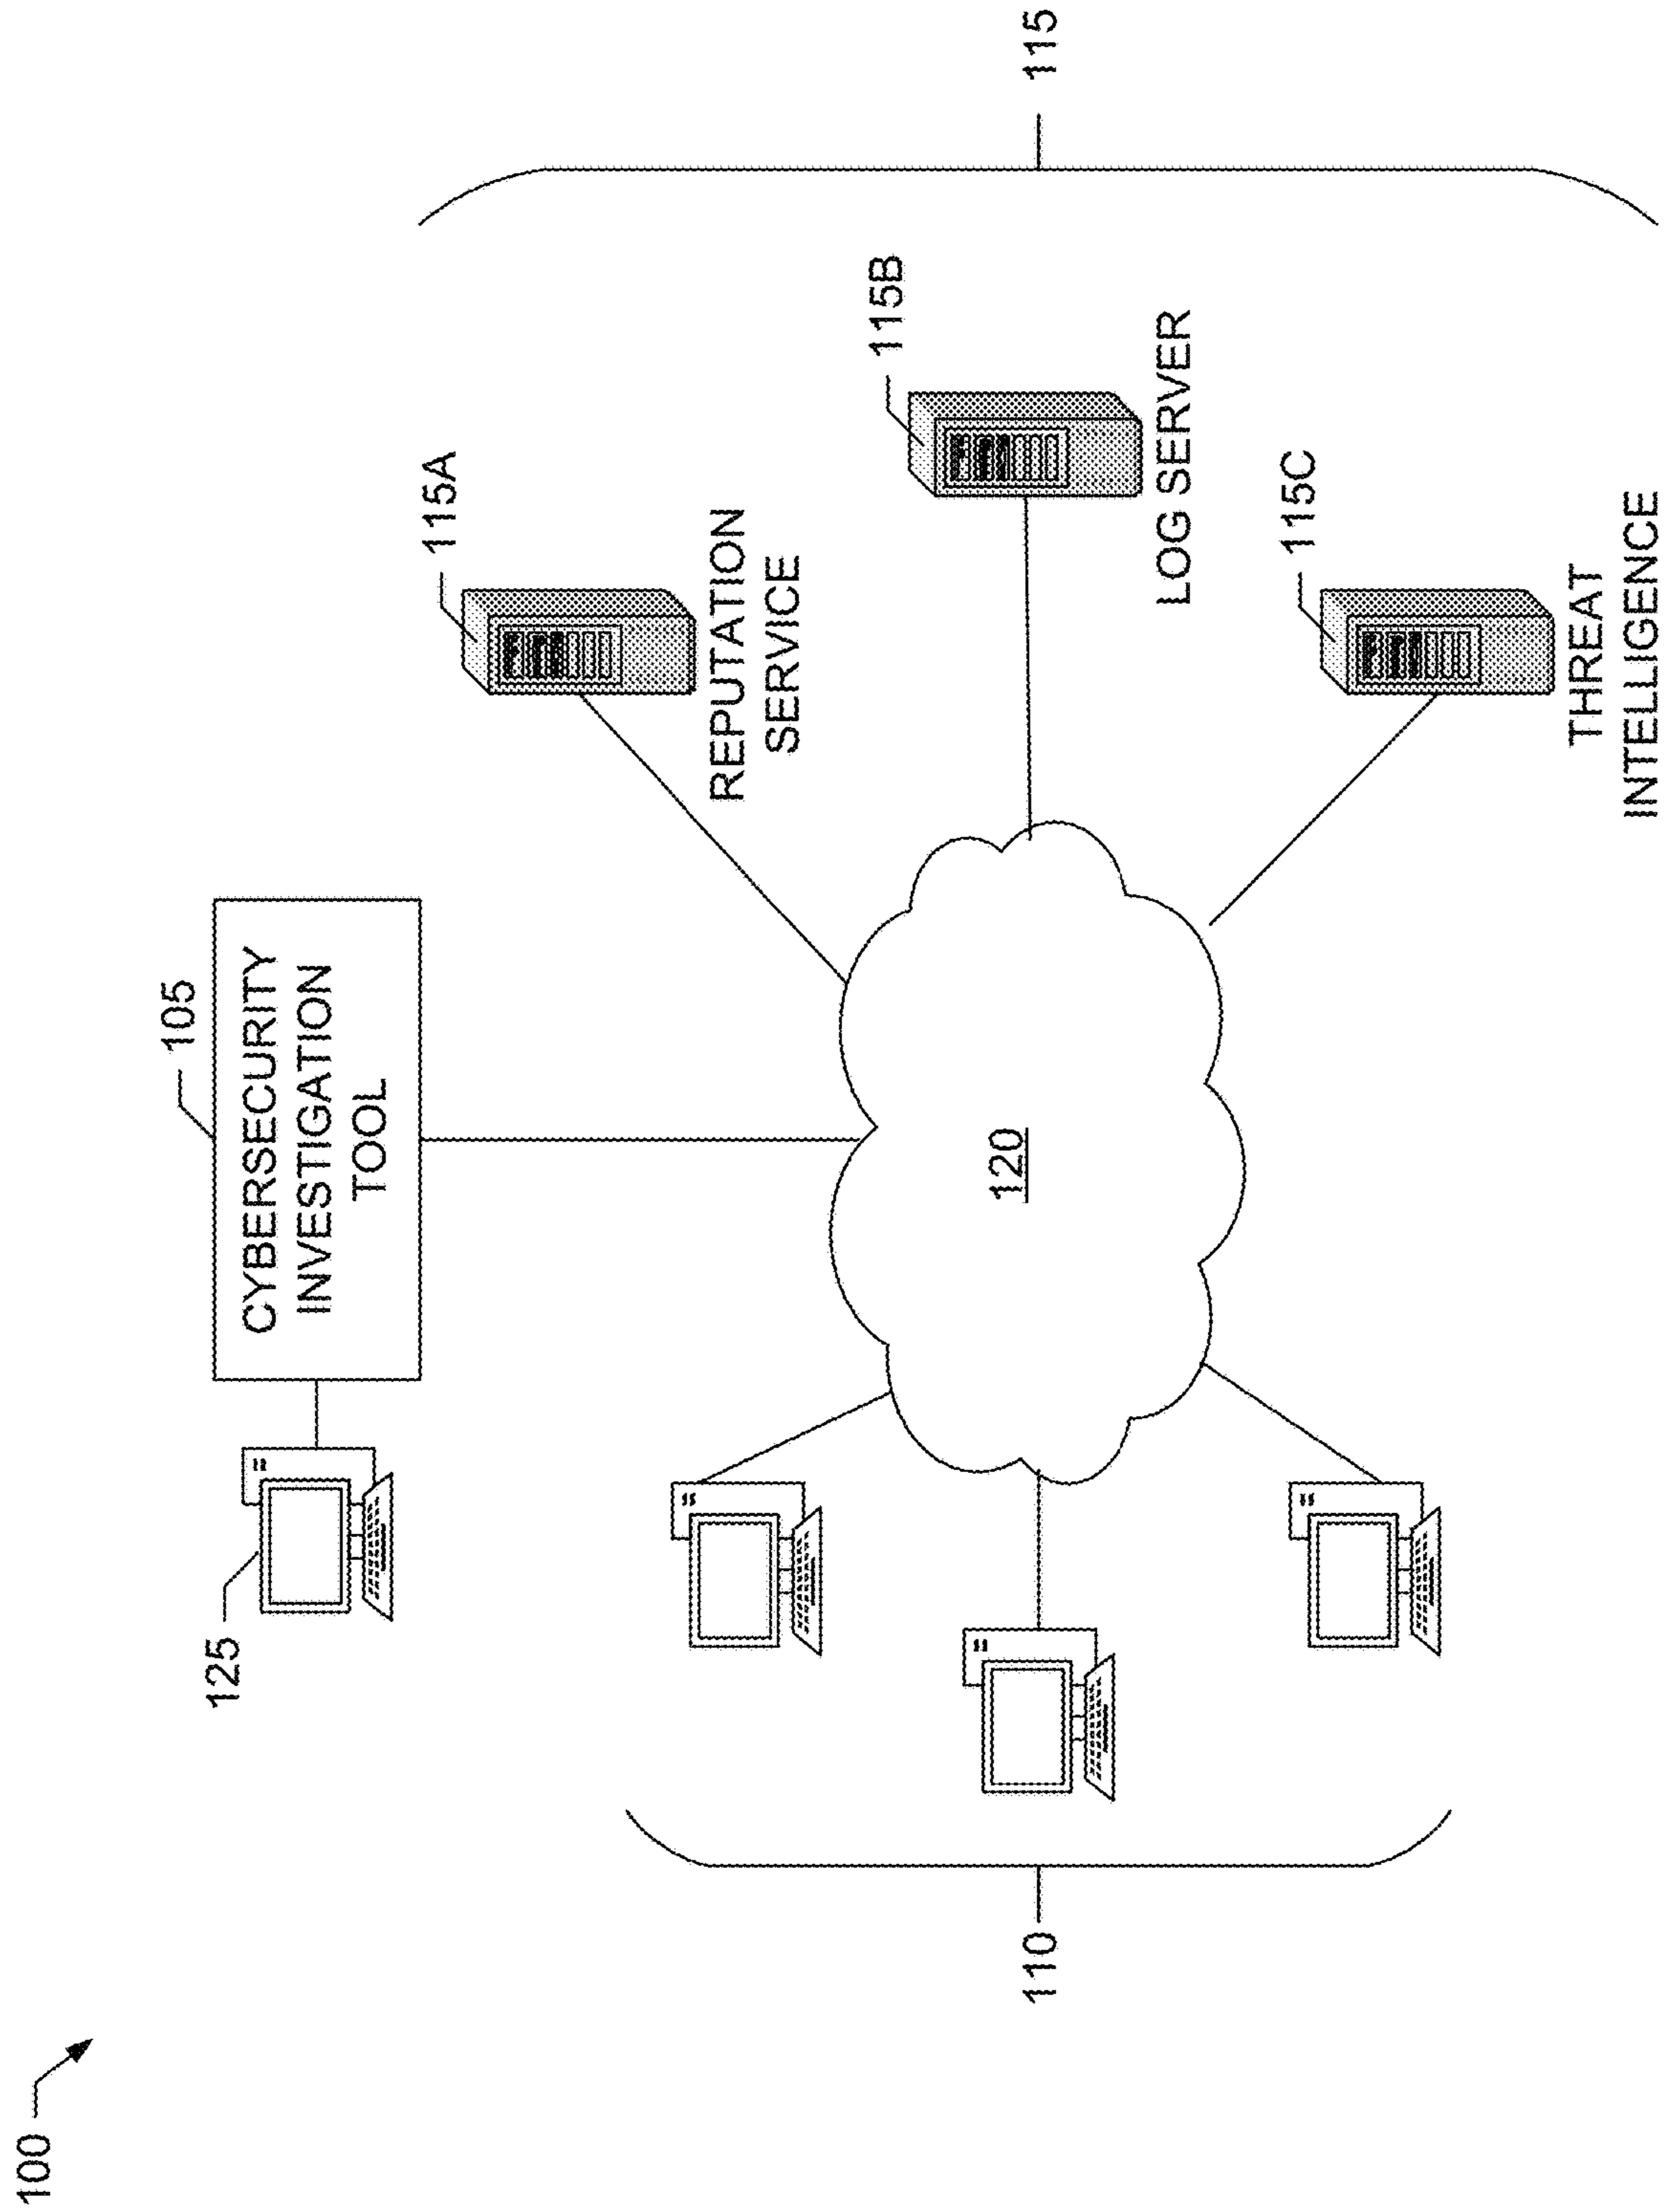 100
105
125
CYBERSECURITY
INVESTIGATION
TOOL
115A
REPUTATION
SERVICE
115B
LOG SERVER
115C
THREAT
INTELLIGENCE
115
120
110